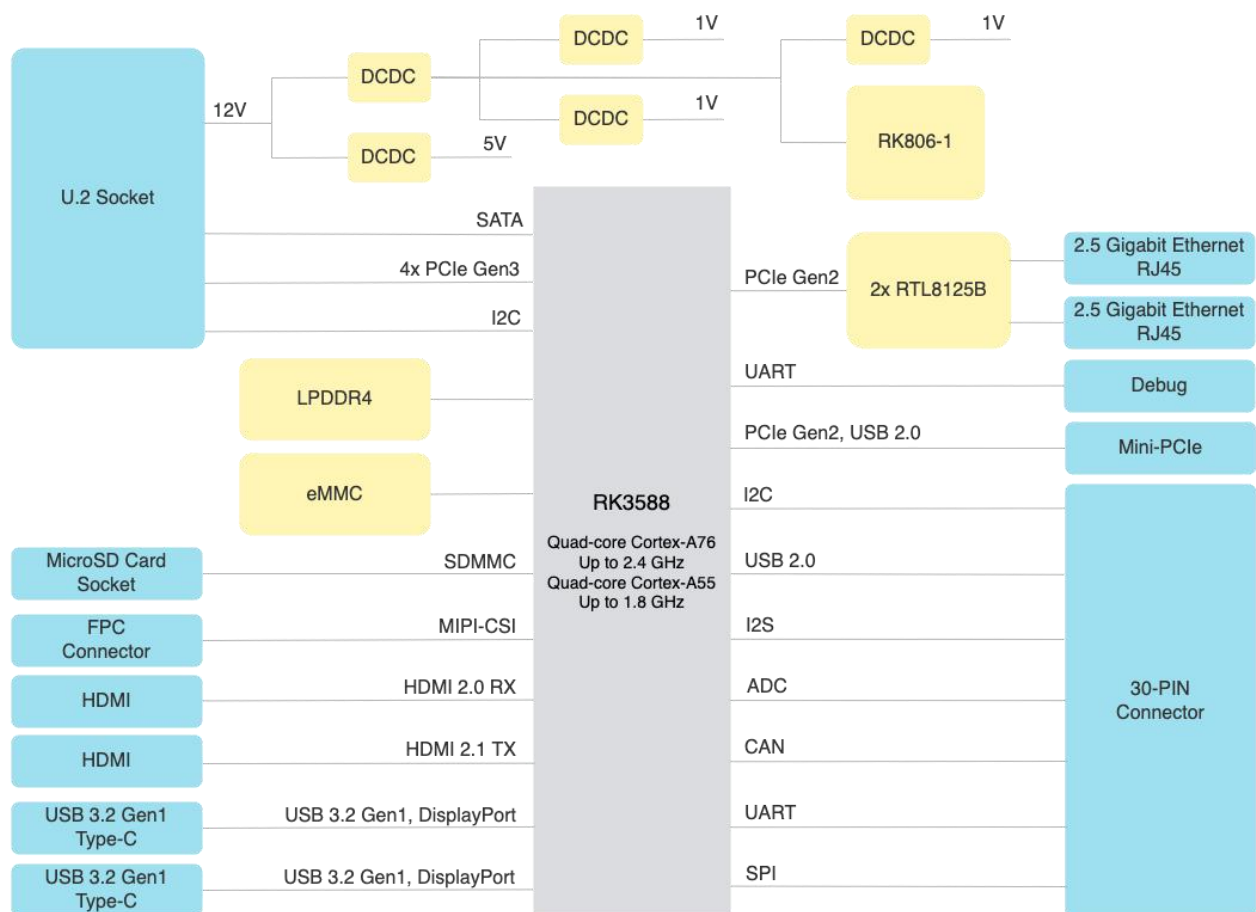 1V
1V
DCDC
DCDC
DCDC
12V
1V
DCDC
5V
DCDC
RK806-1
U.2 Socket
SATA
4x PCIe Gen3
I2C
PCIe Gen2
2x RTL8125B
2.5 Gigabit Ethernet
RJ45
2.5 Gigabit Ethernet
RJ45
LPDDR4
UART
Debug
PCIe Gen2, USB 2.0
Mini-PCIe
eMMC
RK3588
Quad-core Cortex-A76
Up to 2.4 GHz
Quad-core Cortex-A55
Up to 1.8 GHz
I2C
MicroSD Card
Socket
SDMMC
USB 2.0
FPC
Connector
MIPI-CSI
I2S
HDMI
HDMI 2.0 RX
ADC
30-PIN
Connector
HDMI
HDMI 2.1 TX
CAN
USB 3.2 Gen1
Type-C
USB 3.2 Gen1, DisplayPort
UART
USB 3.2 Gen1
Type-C
USB 3.2 Gen1, DisplayPort
SPI